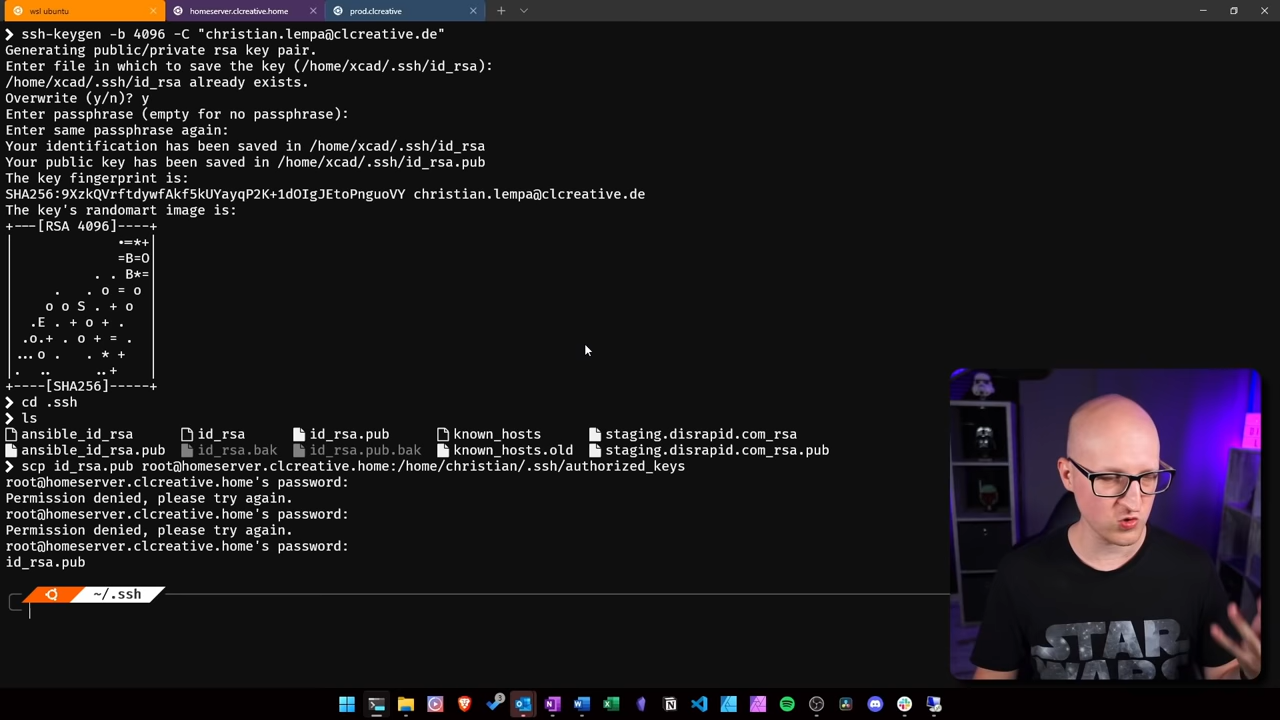 wsl ubuntu
homeserver.clcreative.home
prod.clcreative
ssh-keygen -b 4096 -C "christian.lempa@clcreative.de"
Generating public/private rsa key pair.
Enter file in which to save the key (/home/xcad/.ssh/id_rsa):
/home/xcad/.ssh/id_rsa already exists.
Overwrite (y/n)? y
Enter passphrase (empty for no passphrase):
Enter same passphrase again:
Your identification has been saved in /home/xcad/.ssh/id_rsa
Your public key has been saved in /home/xcad/.ssh/id_rsa.pub
The key fingerprint is:
SHA256:9XzkQVrftdywfAkf5kUYayqP2K+1dOIgJEtoPnguoVY christian.lempa@clcreative.de
The key's randomart image is:
+---[RSA 4096]----+
|             •=*+|
|             =B=O|
|          . . B*=|
|     .   . o = o |
|    o o S . + o  |
|  .E . + o + .   |
| .o.+ . o + = .  |
|...o .   . * +   |
|.  ..     ..+    |
+----[SHA256]-----+
cd .ssh
ls
ansible_id_rsa id_rsa id_rsa.pub known_hosts staging.disrapid.com_rsa
ansible_id_rsa.pub id_rsa.bak id_rsa.pub.bak known_hosts.old staging.disrapid.com_rsa.pub
scp id_rsa.pub root@homeserver.clcreative.home:/home/christian/.ssh/authorized_keys
root@homeserver.clcreative.home's password:
Permission denied, please try again.
root@homeserver.clcreative.home's password:
Permission denied, please try again.
root@homeserver.clcreative.home's password:
id_rsa.pub
~/.ssh
STAR
WARS
3